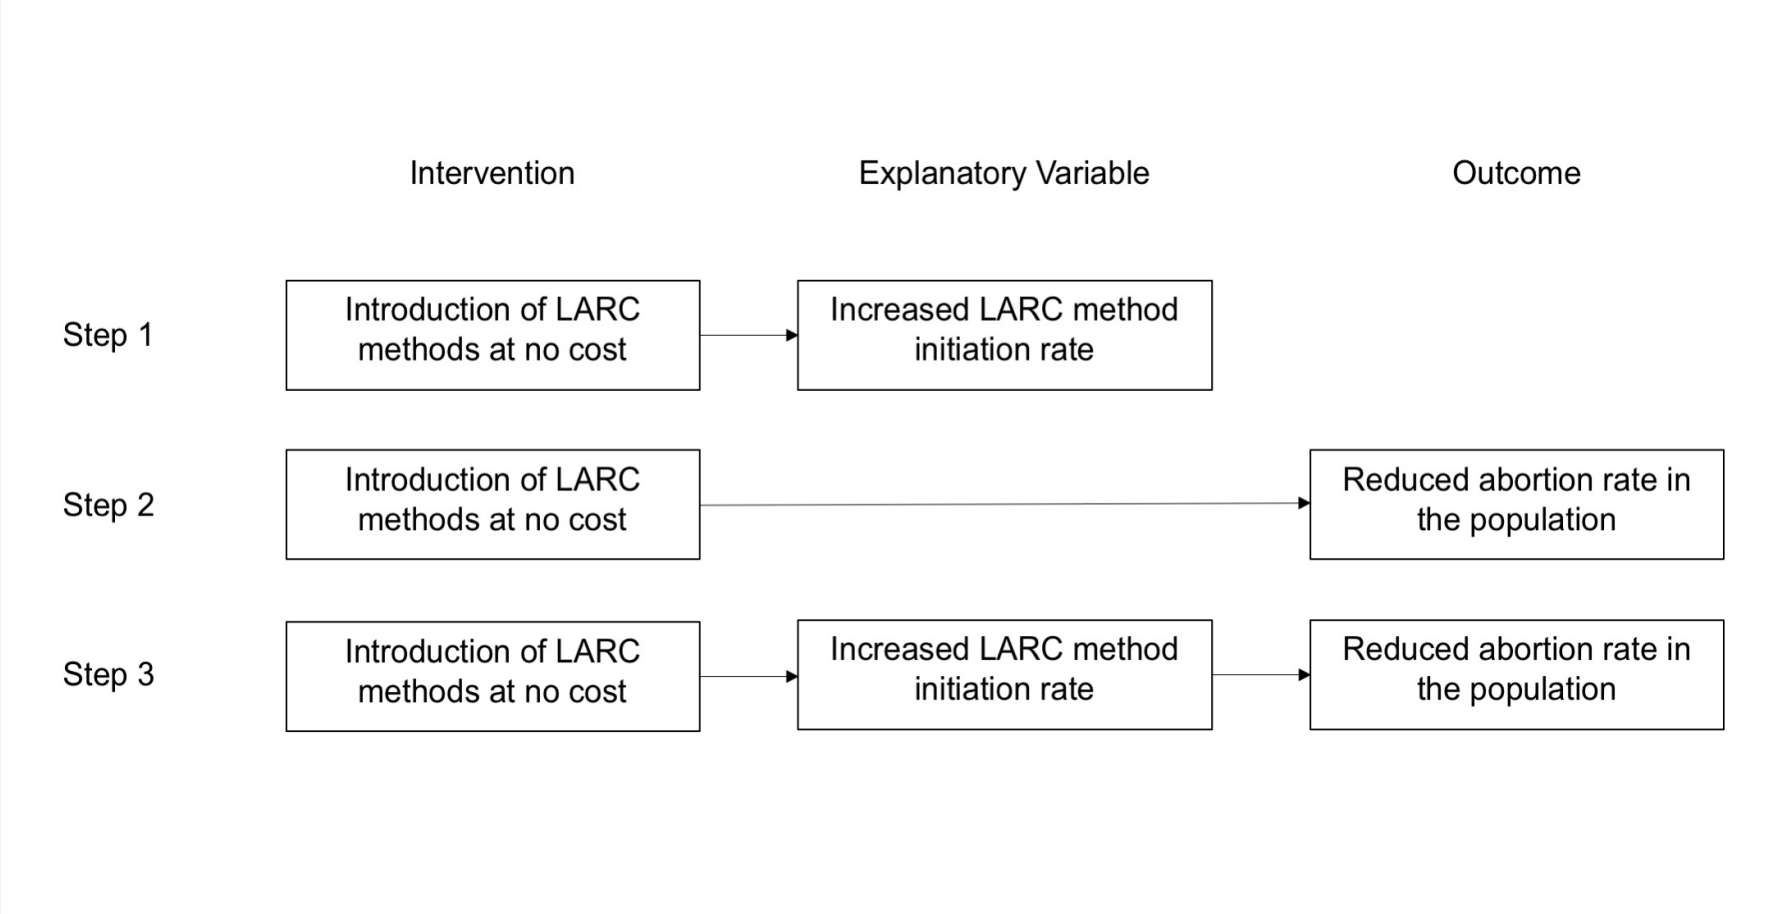 Intervention
Explanatory Variable
Outcome
Step 1
Introduction of LARC
methods at no cost
Increased LARC method
initiation rate
Step 2
Introduction of LARC
methods at no cost
Reduced abortion rate in
the population
Step 3
Introduction of LARC
methods at no cost
Increased LARC method
initiation rate
Reduced abortion rate in
the population